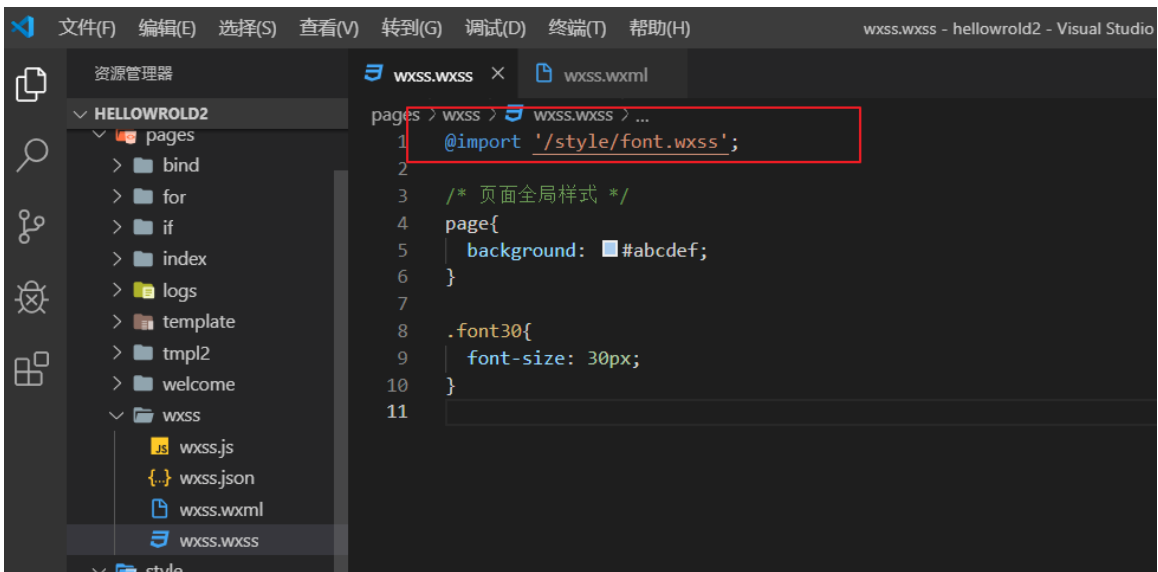 文件(F) 编辑(E) 选择(S) 查看(V) 转到(G) 调试(D) 终端(T) 帮助(H) wxss.wxss - hellowrold2 - Visual Studio
资源管理器
HELLOWROLD2
pages
bind
for
if
index
logs
template
tmpl2
welcome
wxss
JS wxss.js
{..} wxss.json
wxss.wxml
wxss.wxss
style
wxss.wxss × wxss.wxml
pages > wxss > wxss.wxss > ...
1 @import '/style/font.wxss';
2
3 /* 页面全局样式 */
4 page{
5 background: #abcdef;
6 }
7
8 .font30{
9 font-size: 30px;
10 }
11